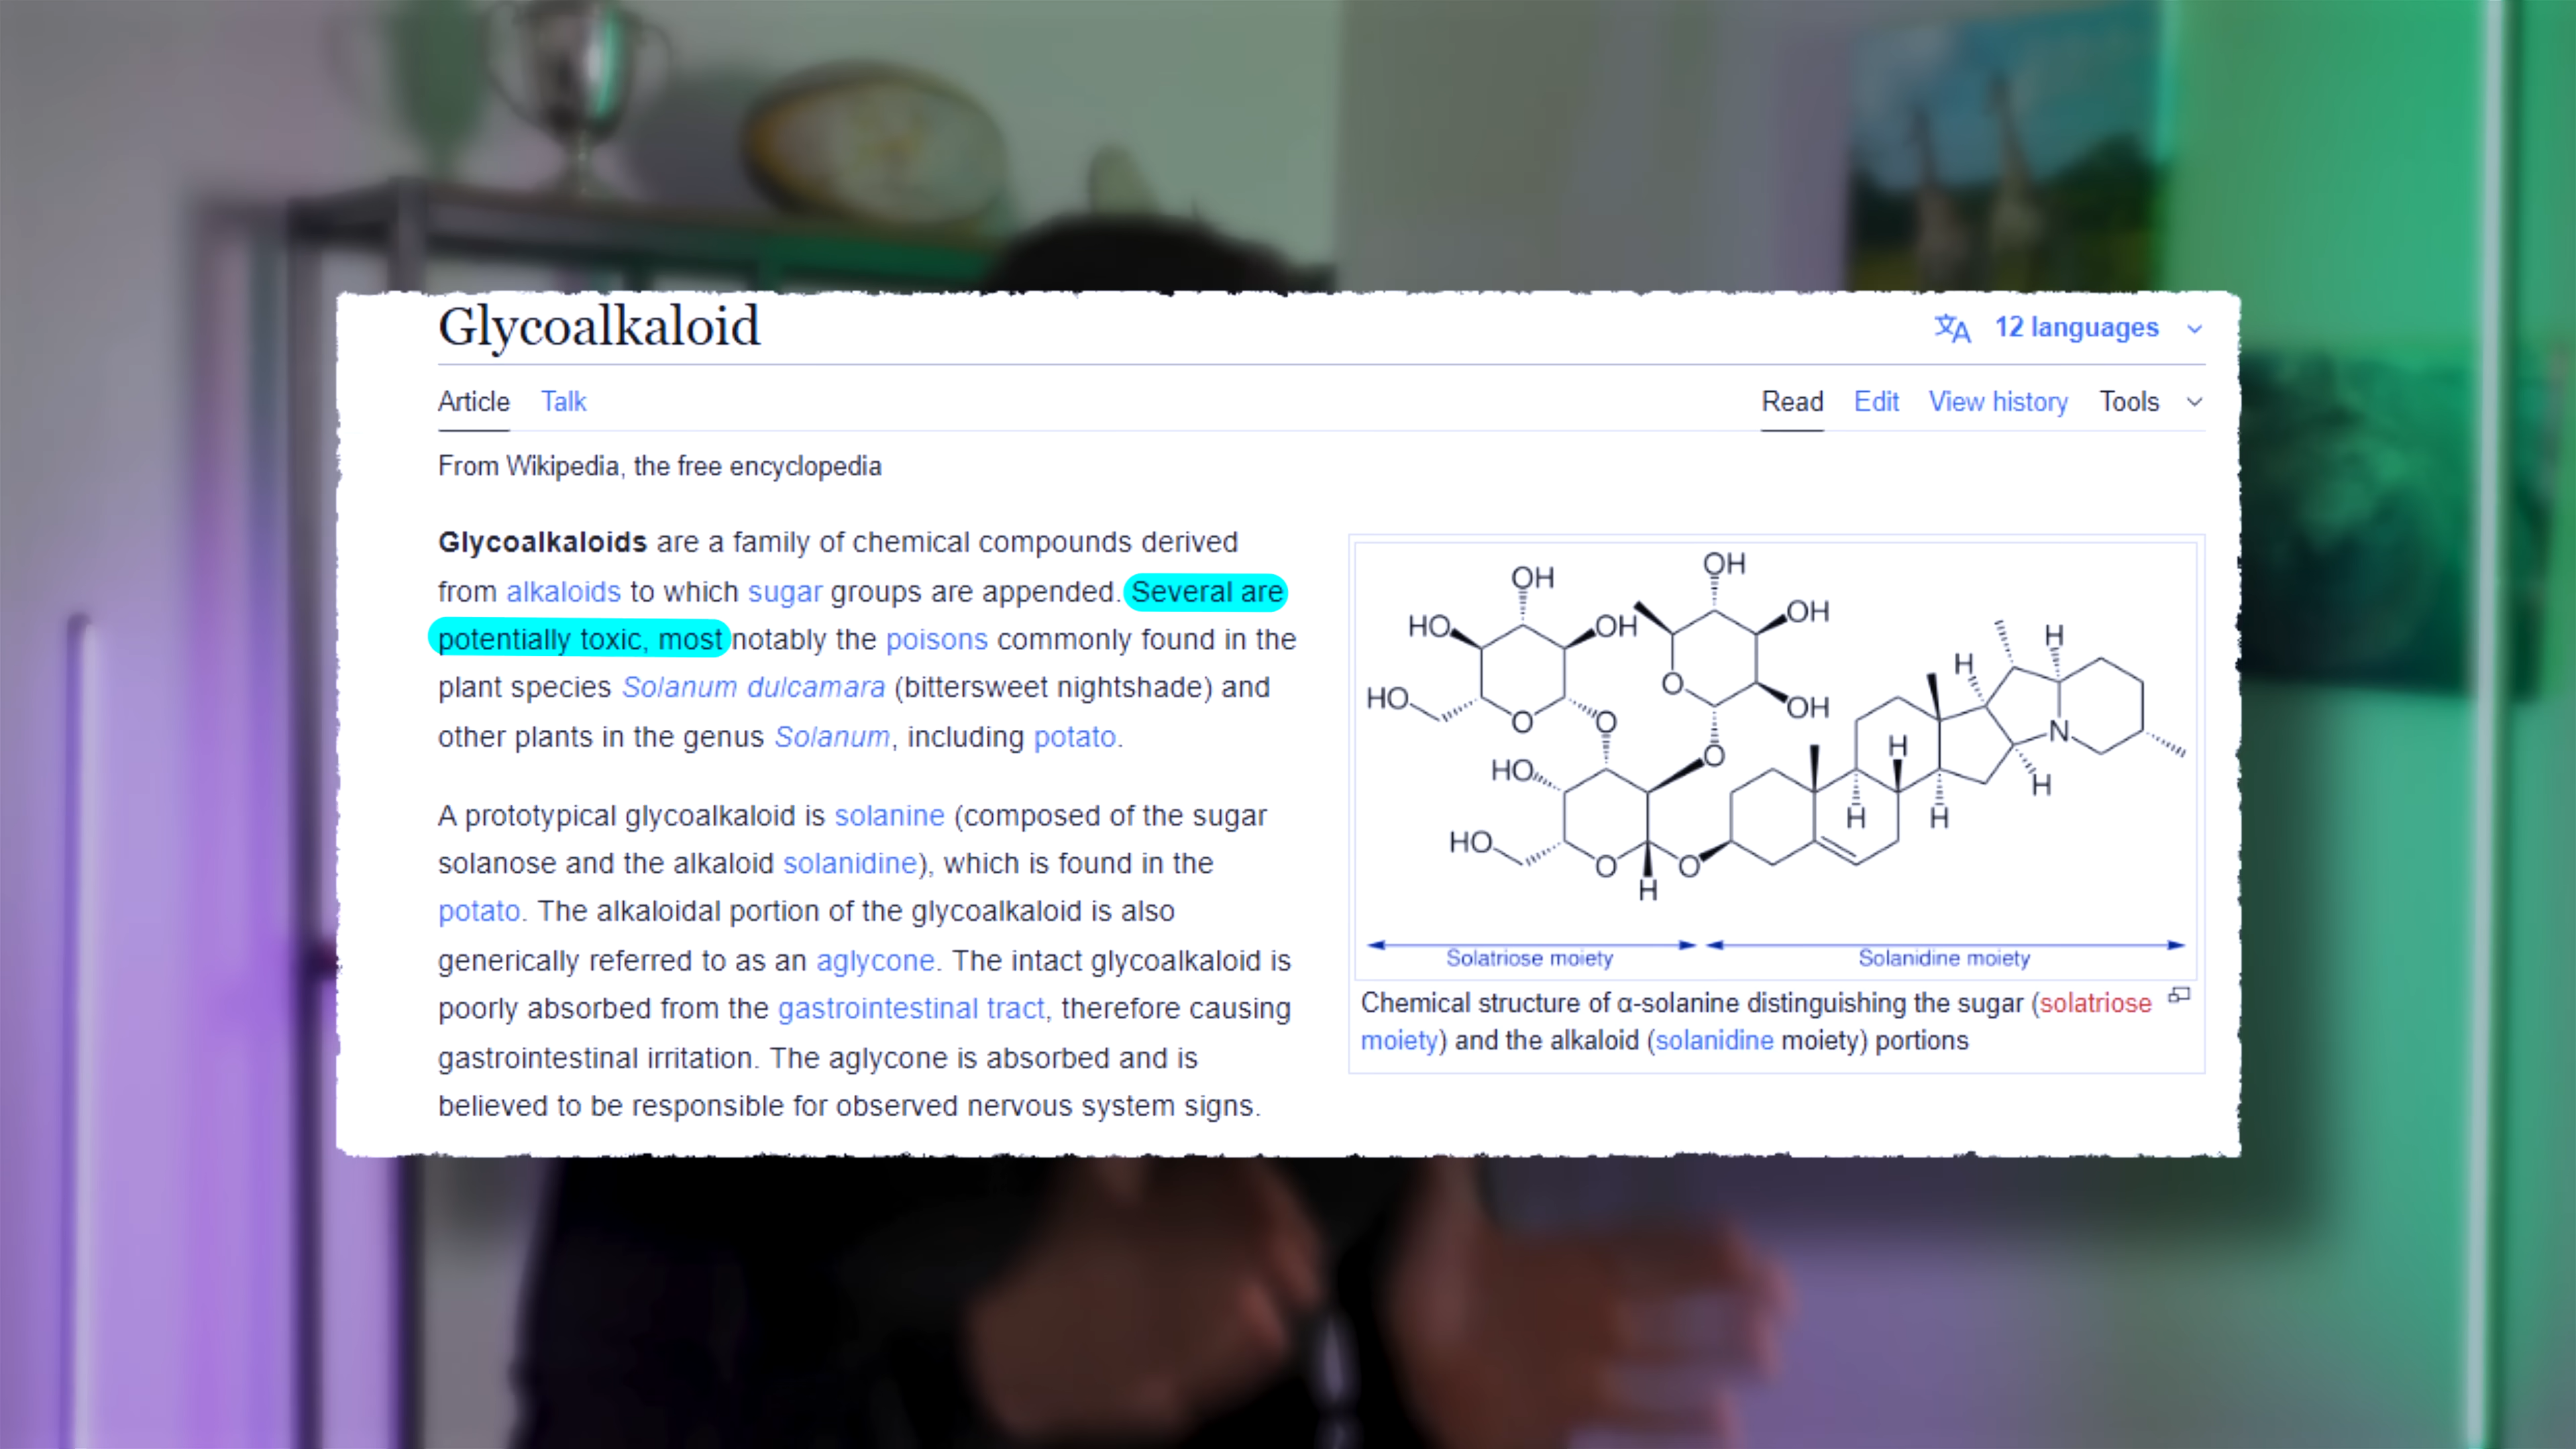 Glycoalkaloid
12 languages
Article Talk
Read Edit View history Tools
From Wikipedia, the free encyclopedia
Glycoalkaloids are a family of chemical compounds derived
from alkaloids to which sugar groups are appended. Several are
potentially toxic, most notably the poisons commonly found in the
plant species Solanum dulcamara (bittersweet nightshade) and
other plants in the genus Solanum, including potato.
A prototypical glycoalkaloid is solanine (composed of the sugar
solanose and the alkaloid solanidine), which is found in the
potato. The alkaloidal portion of the glycoalkaloid is also
generically referred to as an aglycone. The intact glycoalkaloid is
poorly absorbed from the gastrointestinal tract, therefore causing
gastrointestinal irritation. The aglycone is absorbed and is
believed to be responsible for observed nervous system signs.
OH
OH
HO
OH
OH
HO
O
OH
O
O
HO
O
HO
O
O
H
H
H
H
H
H
N
H
Solatriose moiety
Solanidine moiety
Chemical structure of α-solanine distinguishing the sugar (solatriose
moiety) and the alkaloid (solanidine moiety) portions